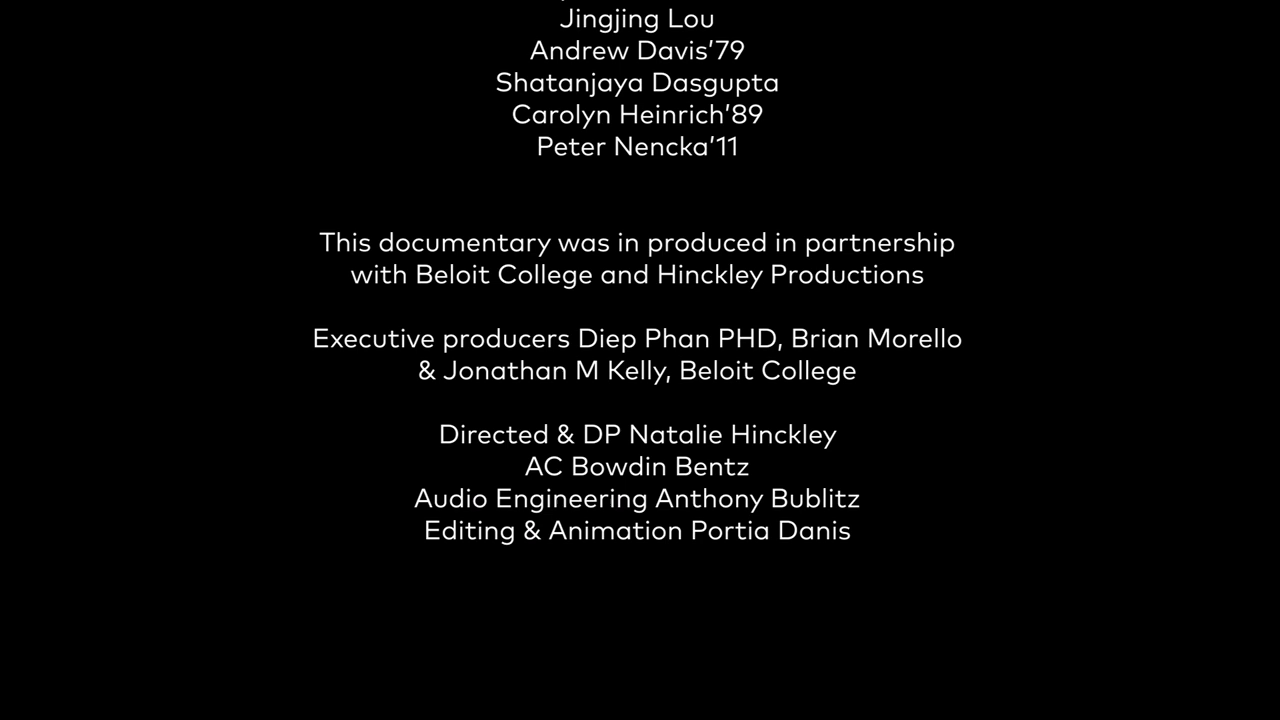 Jingjing Lou
Andrew Davis'79
Shatanjaya Dasgupta
Carolyn Heinrich'89
Peter Nencka'11
This documentary was in produced in partnership
with Beloit College and Hinckley Productions
Executive producers Diep Phan PHD, Brian Morello
& Jonathan M Kelly, Beloit College
Directed & DP Natalie Hinckley
AC Bowdin Bentz
Audio Engineering Anthony Bublitz
Editing & Animation Portia Danis